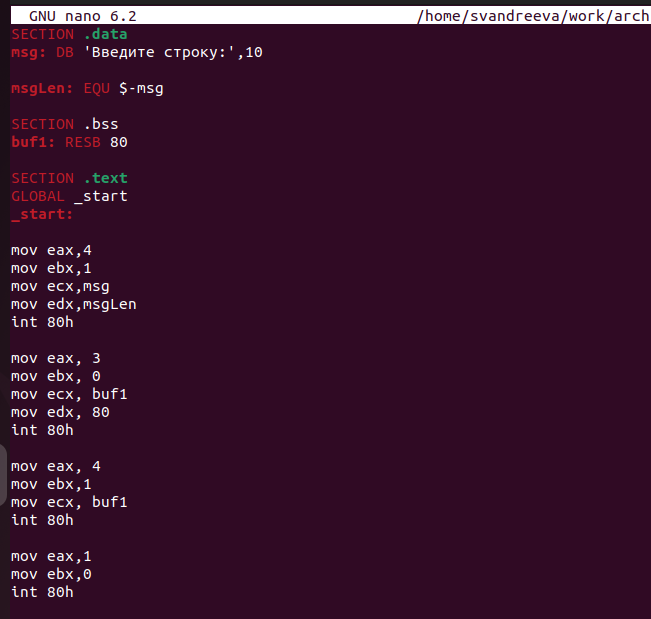 GNU nano 6.2 /home/svandreeva/work/arch
SECTION .data
msg: DB 'Введите строку:',10
msgLen: EQU $-msg
SECTION .bss
buf1: RESB 80
SECTION .text
GLOBAL _start
_start:
mov eax,4
mov ebx,1
mov ecx,msg
mov edx,msgLen
int 80h
mov eax, 3
mov ebx, 0
mov ecx, buf1
mov edx, 80
int 80h
mov eax, 4
mov ebx,1
mov ecx, buf1
int 80h
mov eax,1
mov ebx,0
int 80h